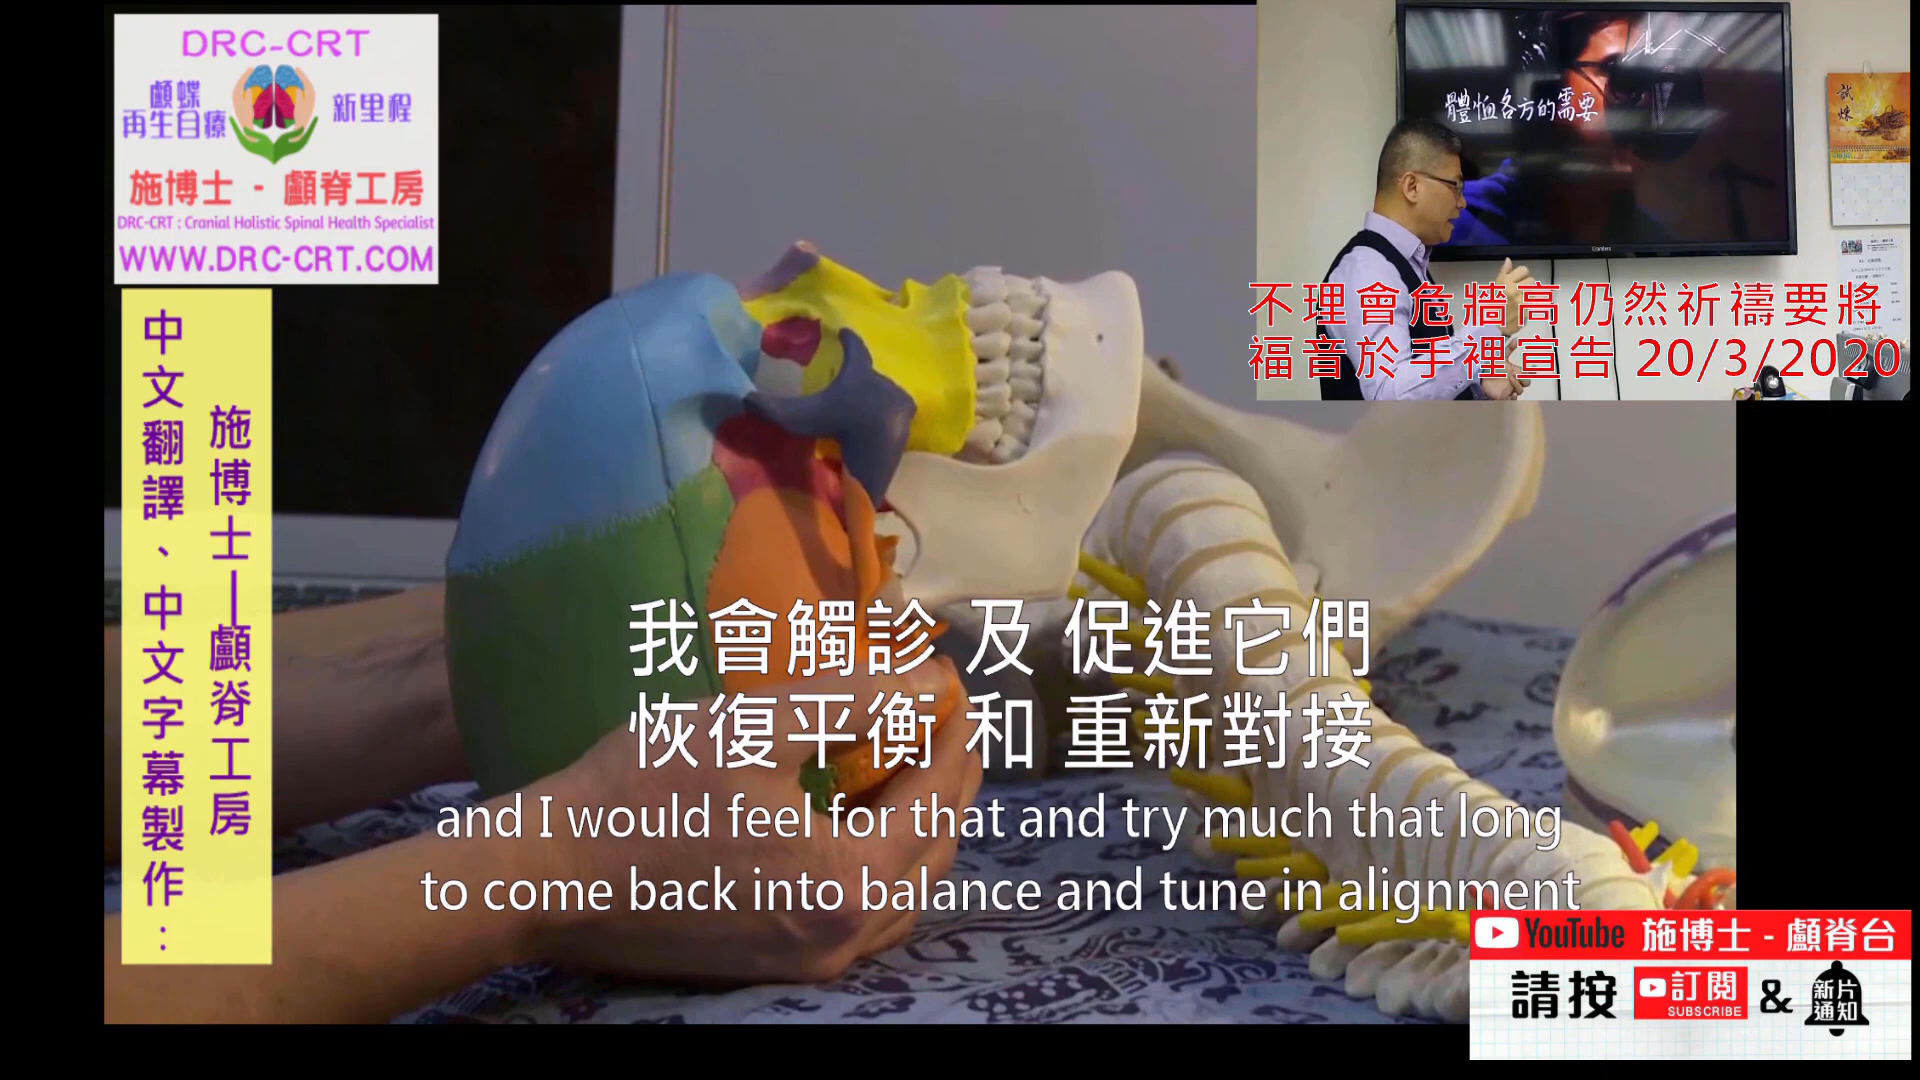 DRC-CRT
顱蝶
再生自療
新里程
施博士 - 顱脊工房
DRC-CRT : Cranial Holistic Spinal Health Specialist
WWW.DRC-CRT.COM
中文翻譯、中文字幕製作：
施博士—顱脊工房
體恤各方的需要
試煉
不理會危牆高仍然祈禱要將
福音於手裡宣告 20/3/2020
我會觸診 及 促進它們
恢復平衡 和 重新對接
and I would feel for that and try much that long
to come back into balance and tune in alignment
YouTube 施博士 - 顱脊台
請按 訂閱 SUBSCRIBE & 新片通知